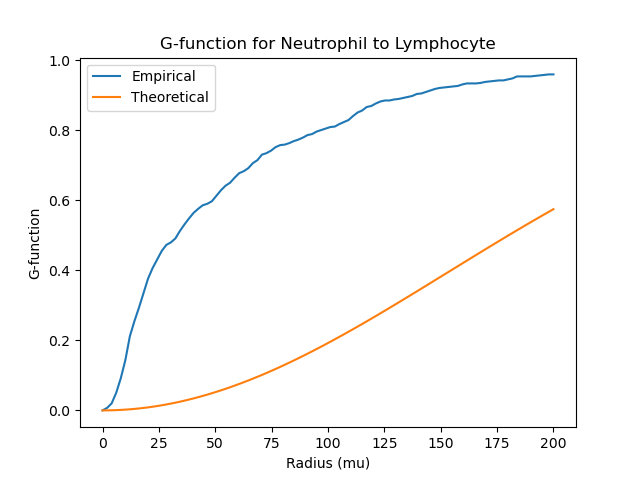 G-function for Neutrophil to Lymphocyte
Empirical
Theoretical
1.0
0.8
0.6
0.4
0.2
0.0
G-function
0 25 50 75 100 125 150 175 200
Radius (mu)